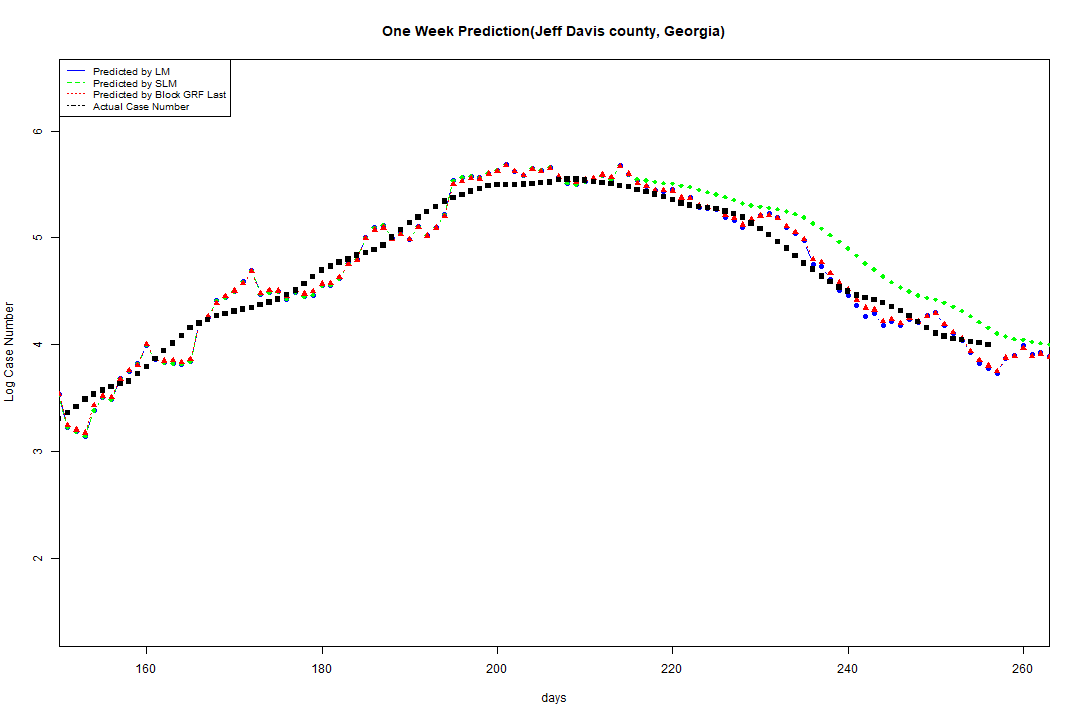 One Week Prediction(Jeff Davis county, Georgia)
Predicted by LM
Predicted by SLM
Predicted by Block GRF Last
Actual Case Number
Log Case Number
6
5
4
3
2
160 180 200 220 240 260
days